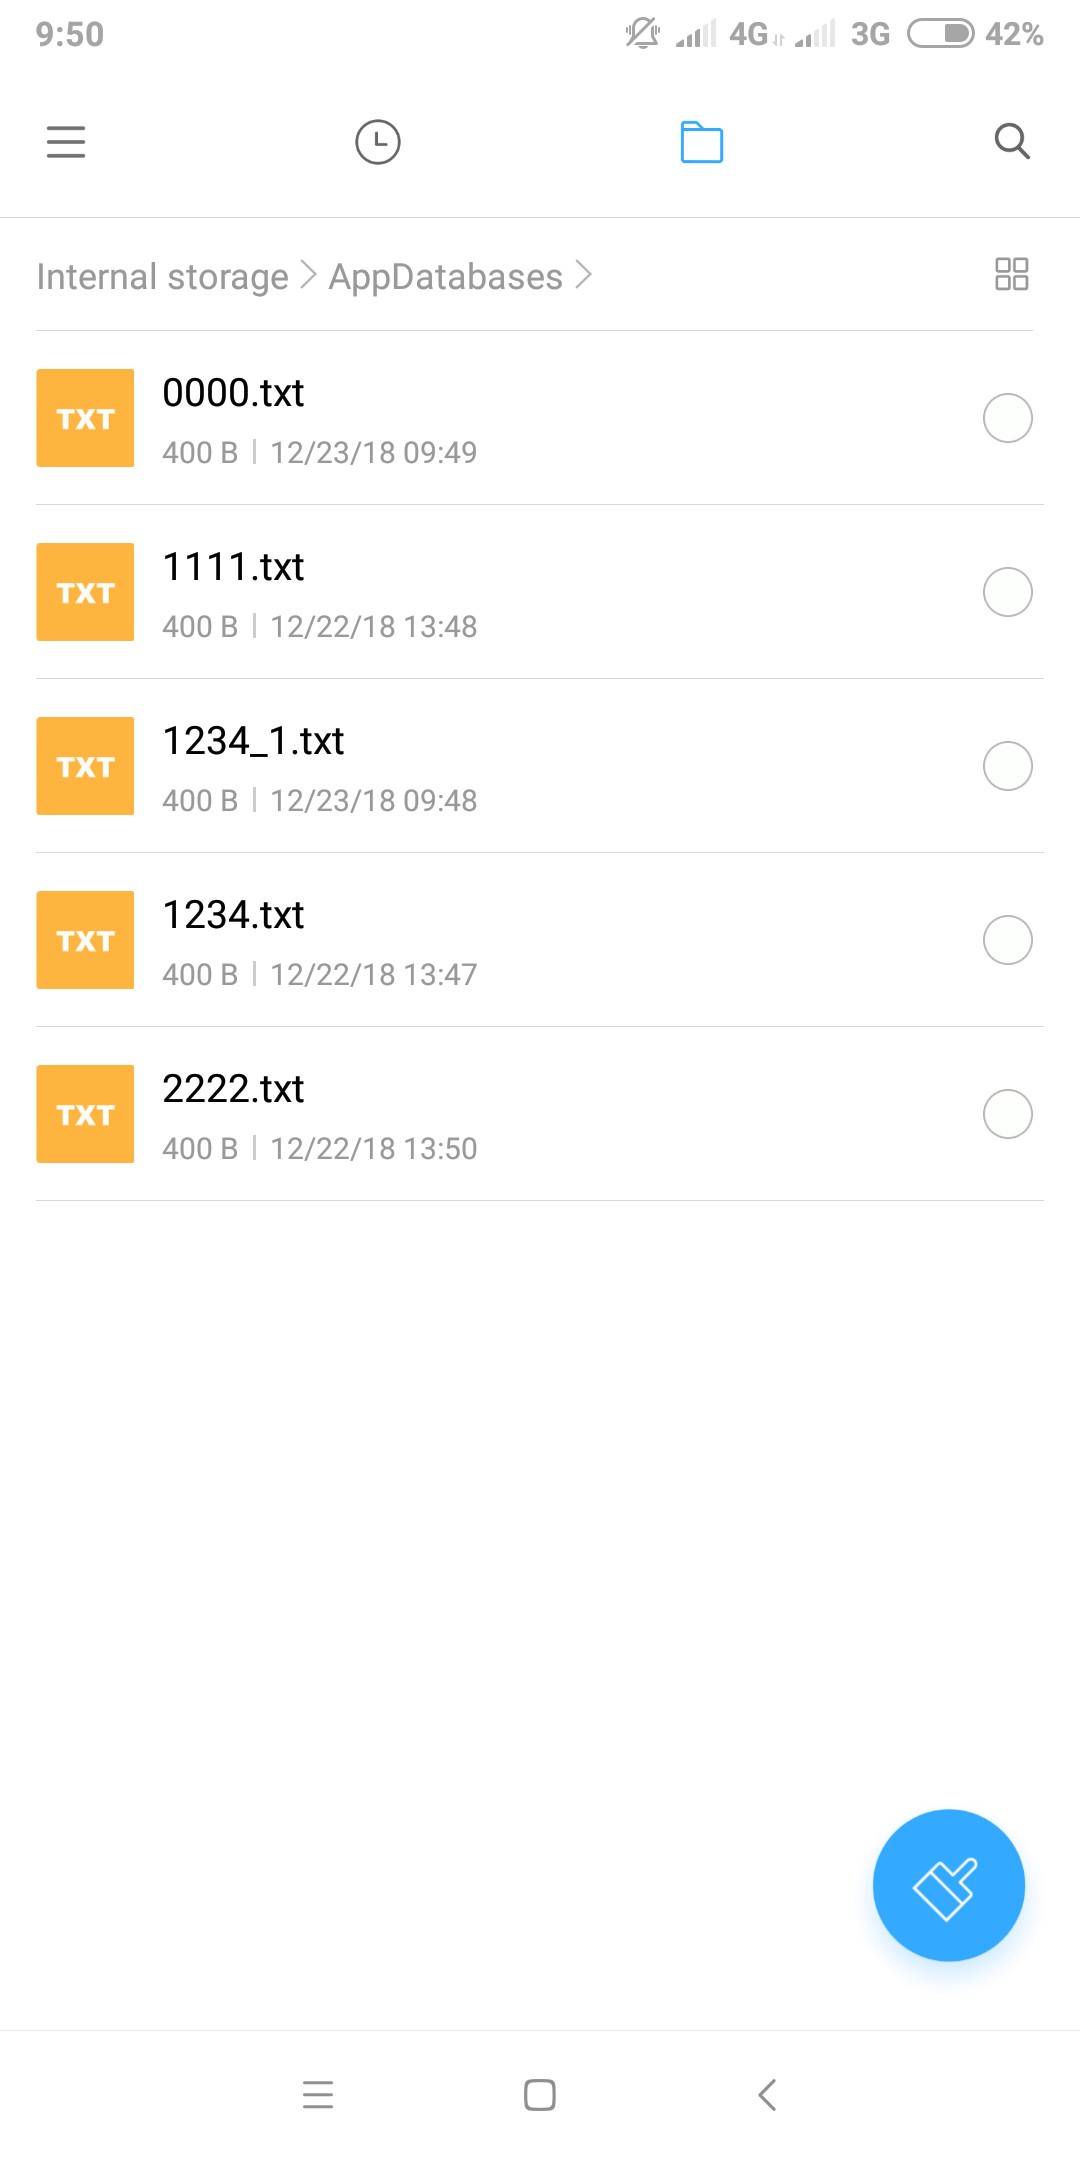 9:50 4G 3G 42%
Internal storage > AppDatabases >
TXT 0000.txt
400 B | 12/23/18 09:49
TXT 1111.txt
400 B | 12/22/18 13:48
TXT 1234_1.txt
400 B | 12/23/18 09:48
TXT 1234.txt
400 B | 12/22/18 13:47
TXT 2222.txt
400 B | 12/22/18 13:50